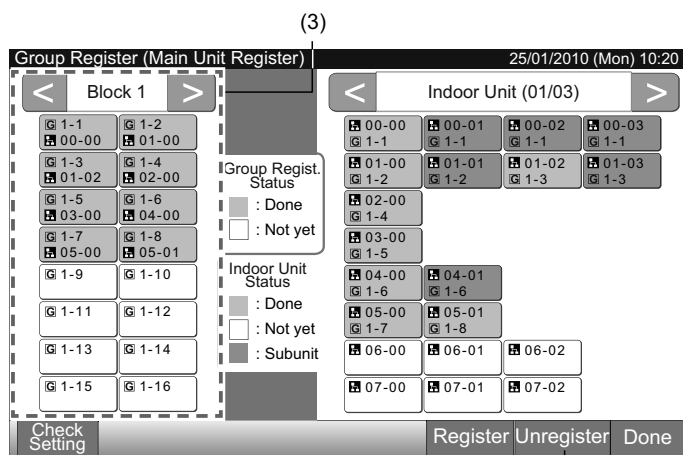 (3)
Group Register (Main Unit Register)
25/01/2010 (Mon) 10:20
< Block 1 >
G 1-1 G 1-2
00-00 01-00
G 1-3 G 1-4
01-02 02-00
G 1-5 G 1-6
03-00 04-00
G 1-7 G 1-8
05-00 05-01
G 1-9 G 1-10
G 1-11 G 1-12
G 1-13 G 1-14
G 1-15 G 1-16
Group Regist.
Status
: Done
: Not yet
Indoor Unit
Status
: Done
: Not yet
: Subunit
< Indoor Unit (01/03) >
00-00 00-01 00-02 00-03
G 1-1 G 1-1 G 1-1 G 1-1
01-00 01-01 01-02 01-03
G 1-2 G 1-2 G 1-3 G 1-3
02-00
G 1-4
03-00
G 1-5
04-00 04-01
G 1-6 G 1-6
05-00 05-01
G 1-7 G 1-8
06-00 06-01 06-02
07-00 07-01 07-02
Check
Setting
Register Unregister Done